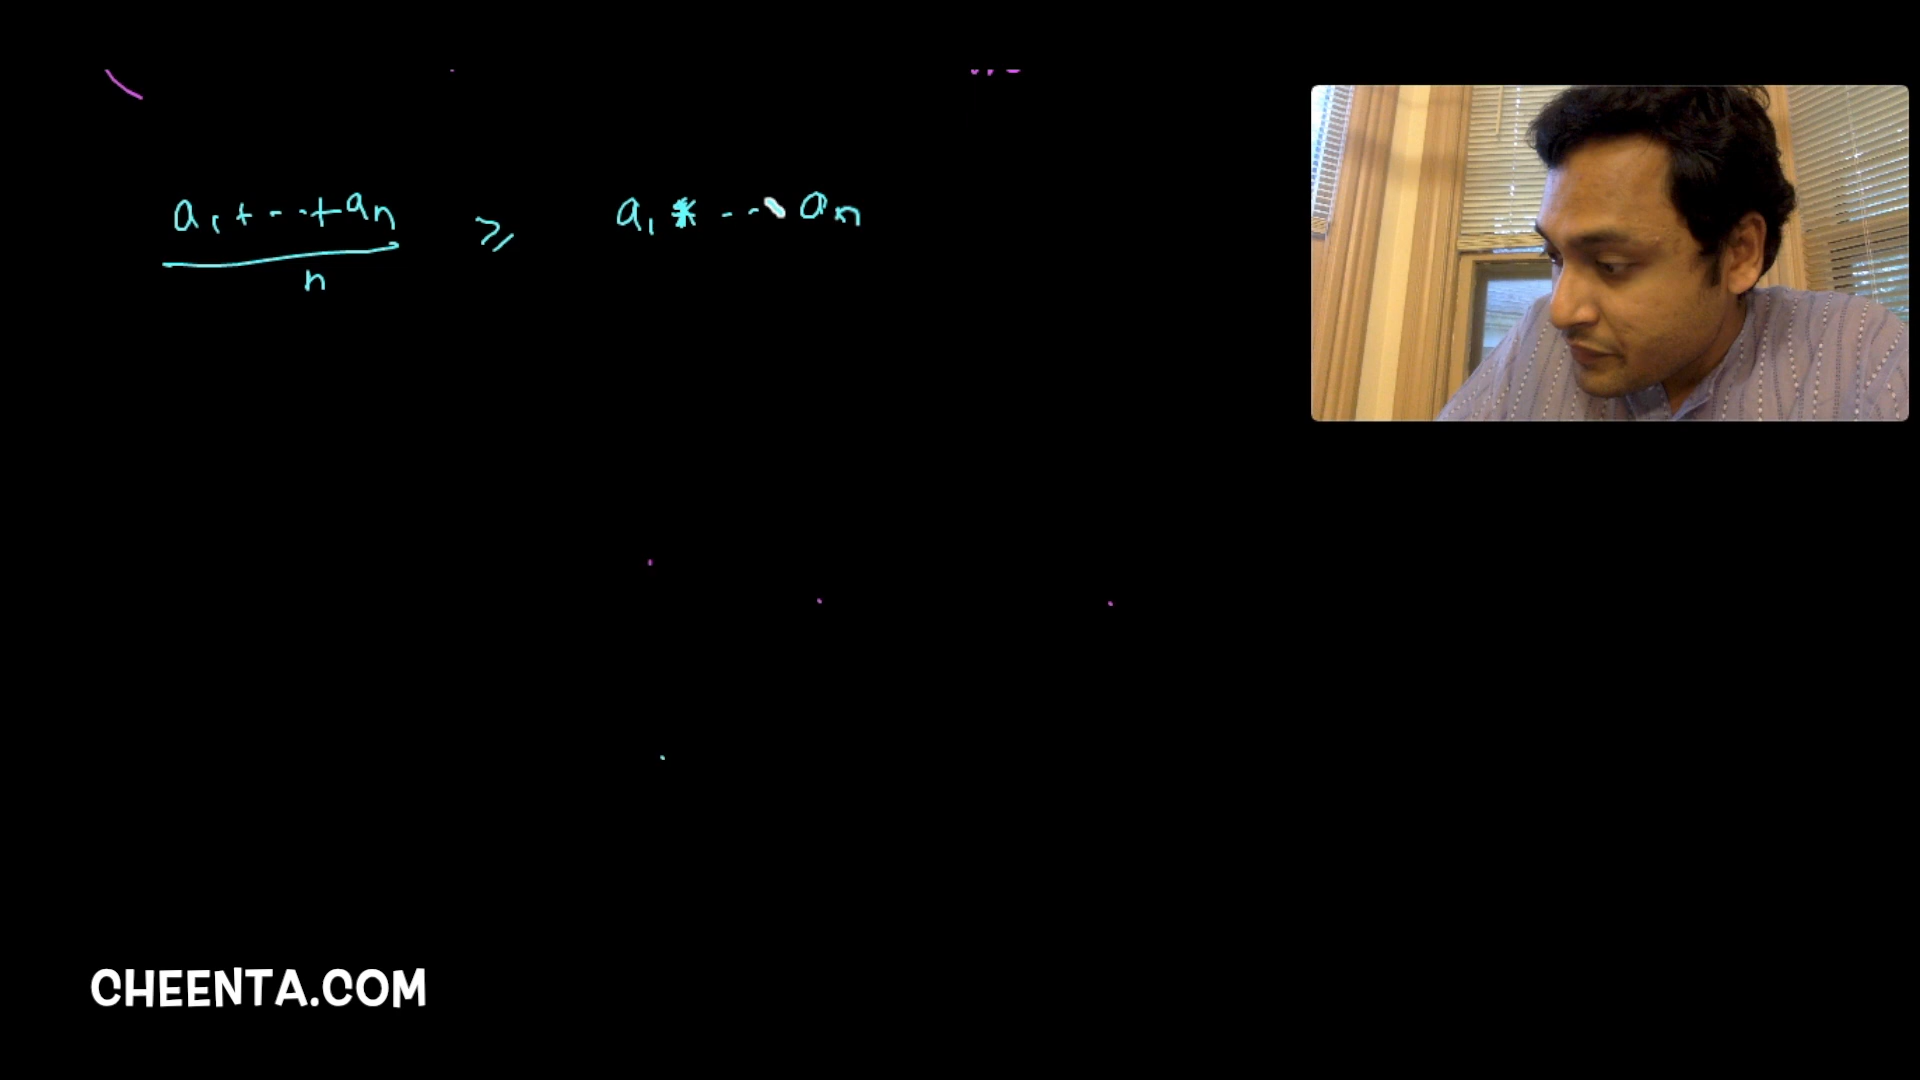 a₁ + - - + aₙ ≥ a₁ * - - aₙ
n
CHEENTA.COM